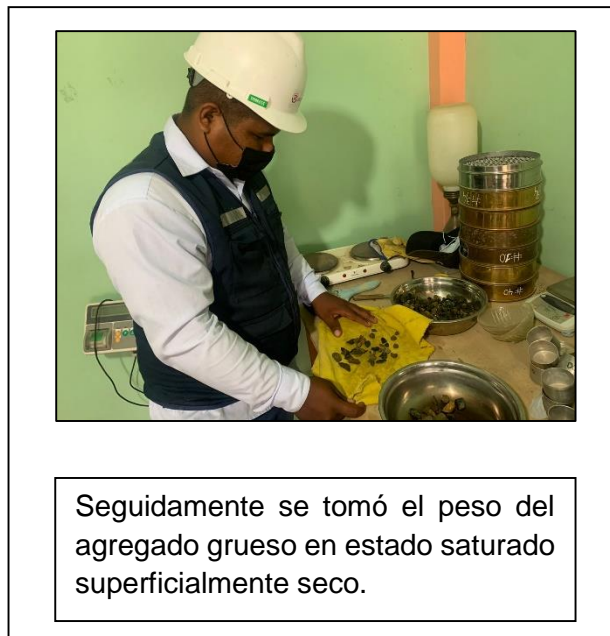 Seguidamente se tomó el peso del
agregado grueso en estado saturado
superficialmente seco.